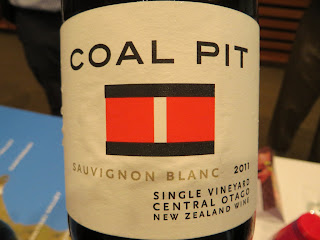 COAL PIT
SAUVIGNON BLANC 2011
SINGLE VINEYARD
CENTRAL OTAGO
NEW ZEALAND WINE